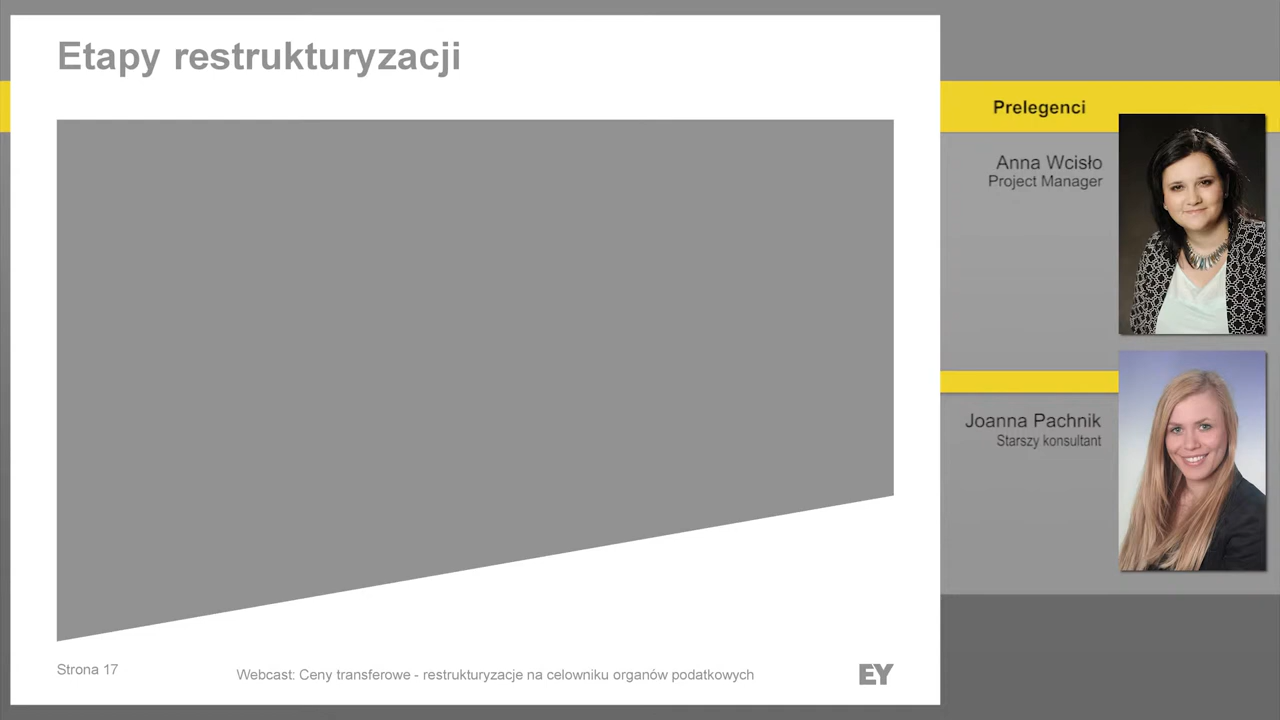 Etapy restrukturyzacji
Prelegenci
Anna Wcisło
Project Manager
Joanna Pachnik
Starszy konsultant
Strona 17
Webcast: Ceny transferowe - restrukturyzacje na celowniku organów podatkowych
EY